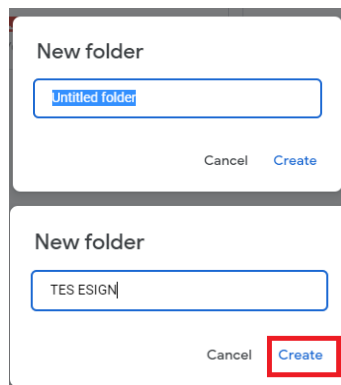 New folder
Untitled folder
Cancel Create
New folder
TES ESIGN
Cancel Create